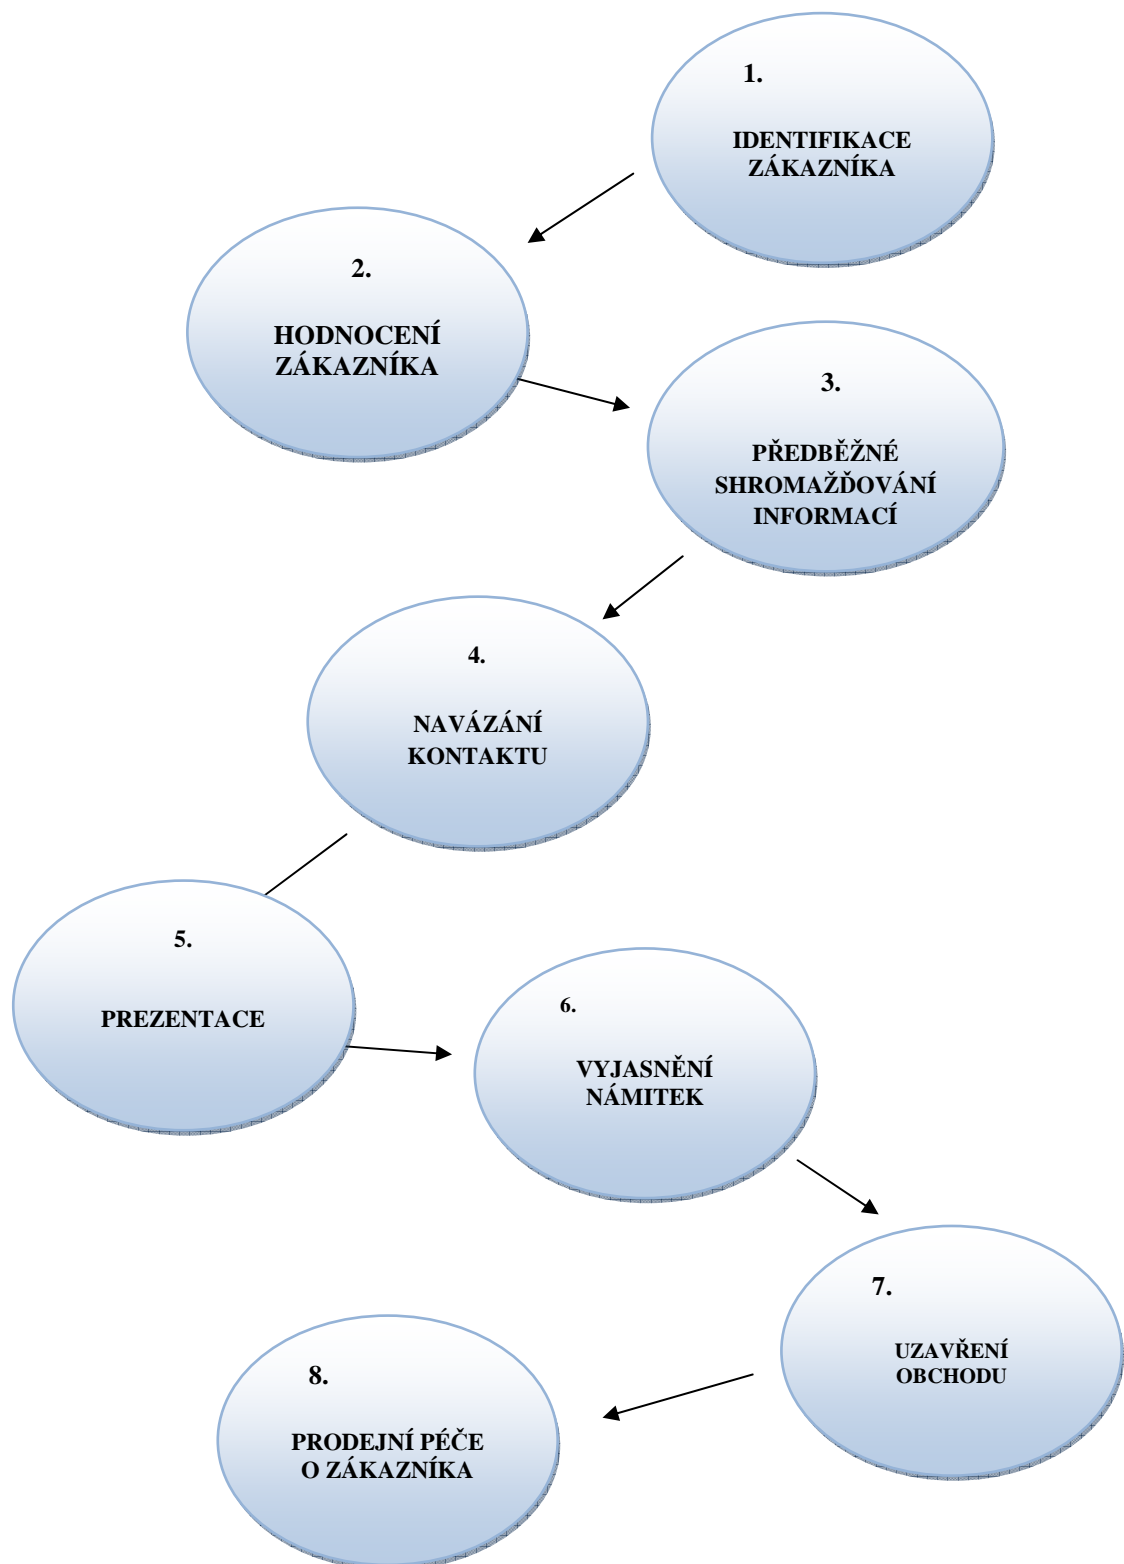 1.
IDENTIFIKACE
ZÁKAZNÍKA
2.
HODNOCENÍ
ZÁKAZNÍKA
3.
PŘEDBĚŽNÉ
SHROMAŽĎOVÁNÍ
INFORMACÍ
4.
NAVÁZÁNÍ
KONTAKTU
5.
PREZENTACE
6.
VYJASNĚNÍ
NÁMITEK
7.
UZAVŘENÍ
OBCHODU
8.
PRODEJNÍ PÉČE
O ZÁKAZNÍKA